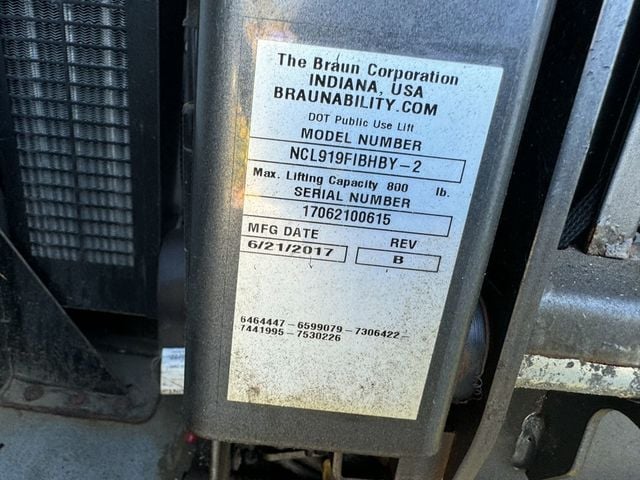 The Braun Corporation
INDIANA, USA
BRAUNABILITY.COM
DOT Public Use Lift
MODEL NUMBER
NCL919FIBHBY-2
Max. Lifting Capacity 800 lb.
SERIAL NUMBER
17062100615
MFG DATE REV
6/21/2017 B
6464447-6599079-7306422-
7441995-7530226